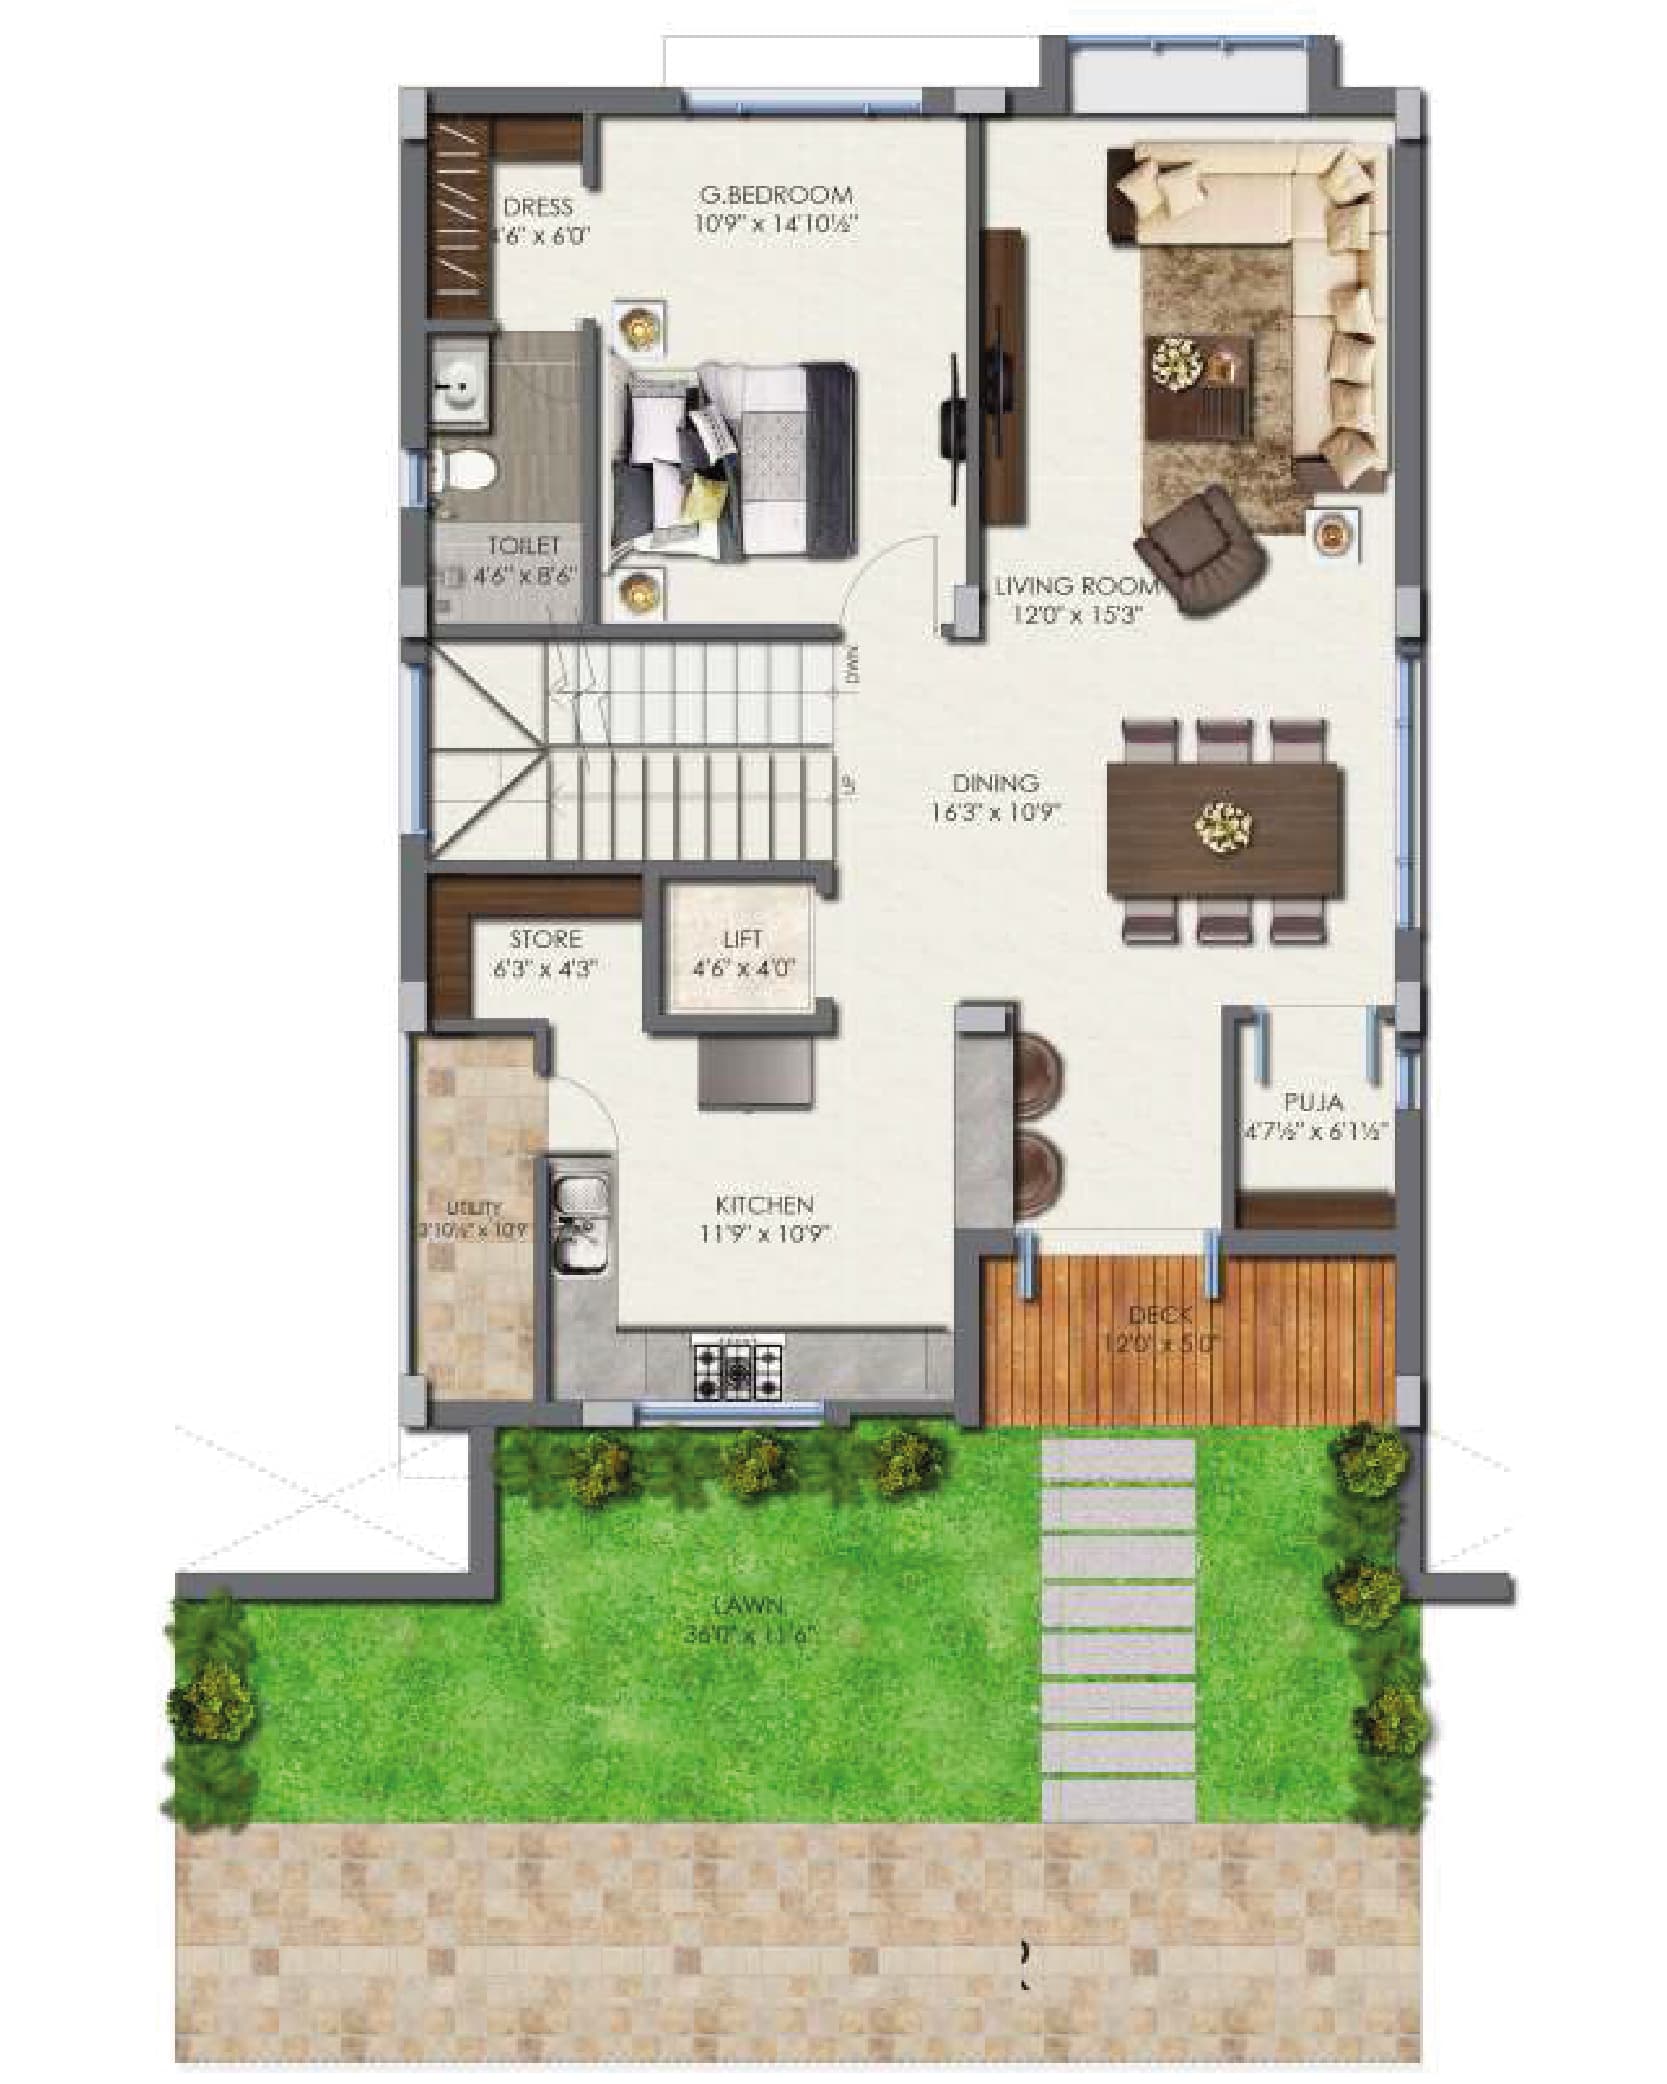 G.BEDROOM
10'9" x 14'10½"
DRESS
4'6" x 6'0"
TOILET
4'6" x 8'6"
LIVING ROOM
12'0" x 15'3"
DWN
UP
DINING
16'3" x 10'9"
STORE
6'3" x 4'3"
LIFT
4'6" x 4'0"
PUJA
4'7½" x 6'1½"
UTILITY
3'10½" x 10'9"
KITCHEN
11'9" x 10'9"
DECK
12'0" x 5'0"
LAWN
36'0" x 11'6"